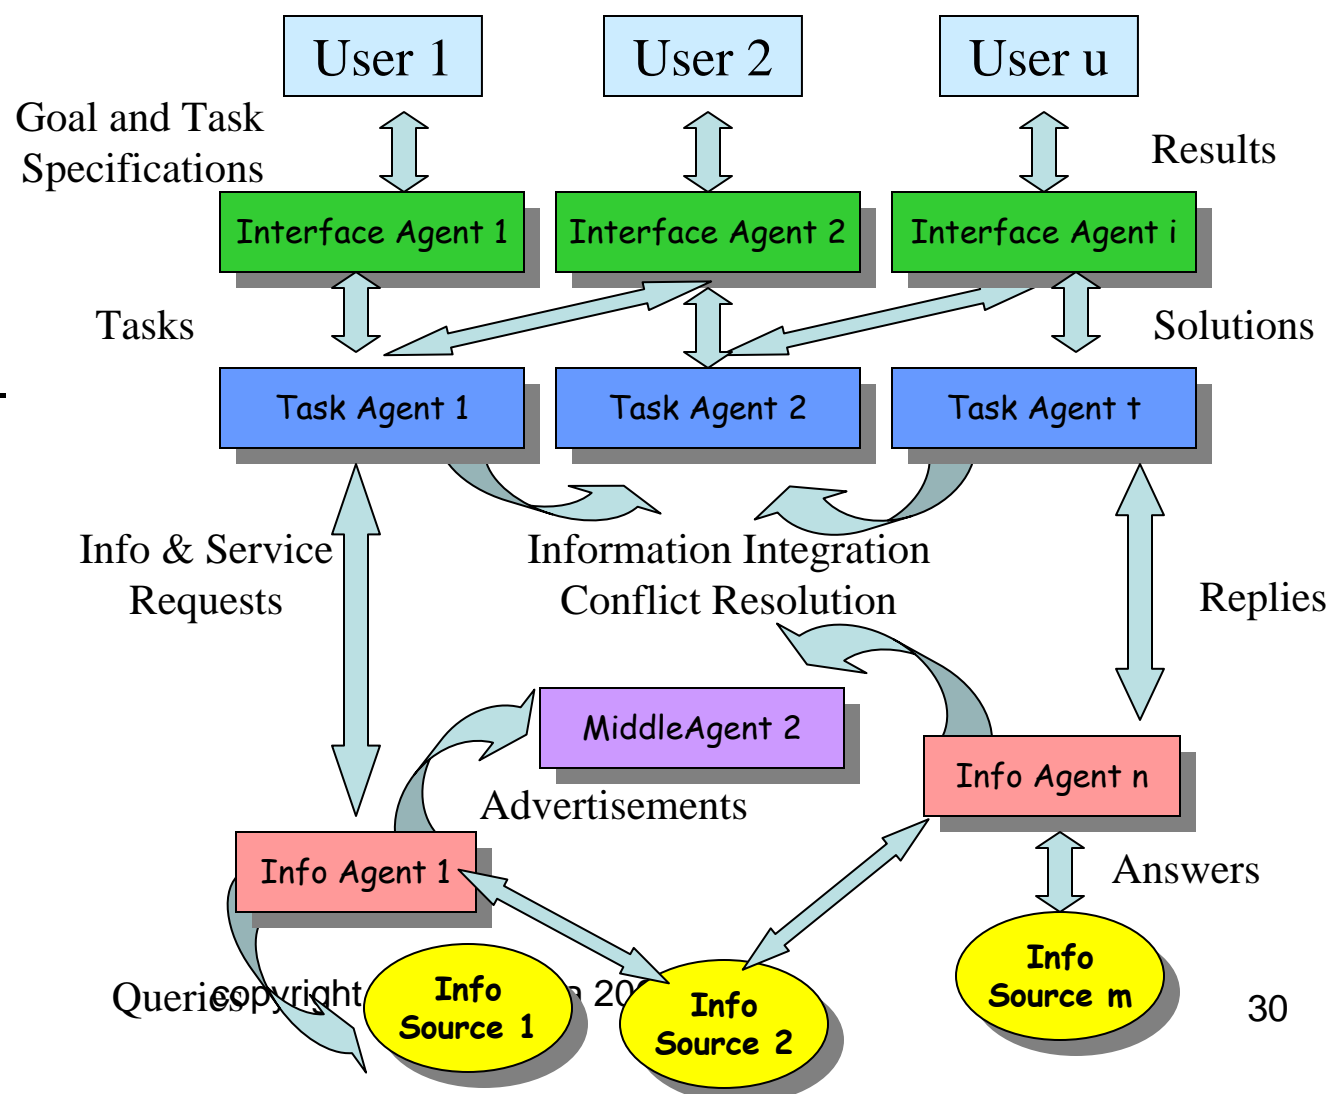 User 1
User 2
User u
Goal and Task
Specifications
Results
Interface Agent 1
Interface Agent 2
Interface Agent i
Tasks
Solutions
Task Agent 1
Task Agent 2
Task Agent t
Info & Service
Requests
Information Integration
Conflict Resolution
Replies
MiddleAgent 2
Info Agent n
Advertisements
Info Agent 1
Answers
Queries
copyright
Info
Source 1
Info
Source 2
Info
Source m
30